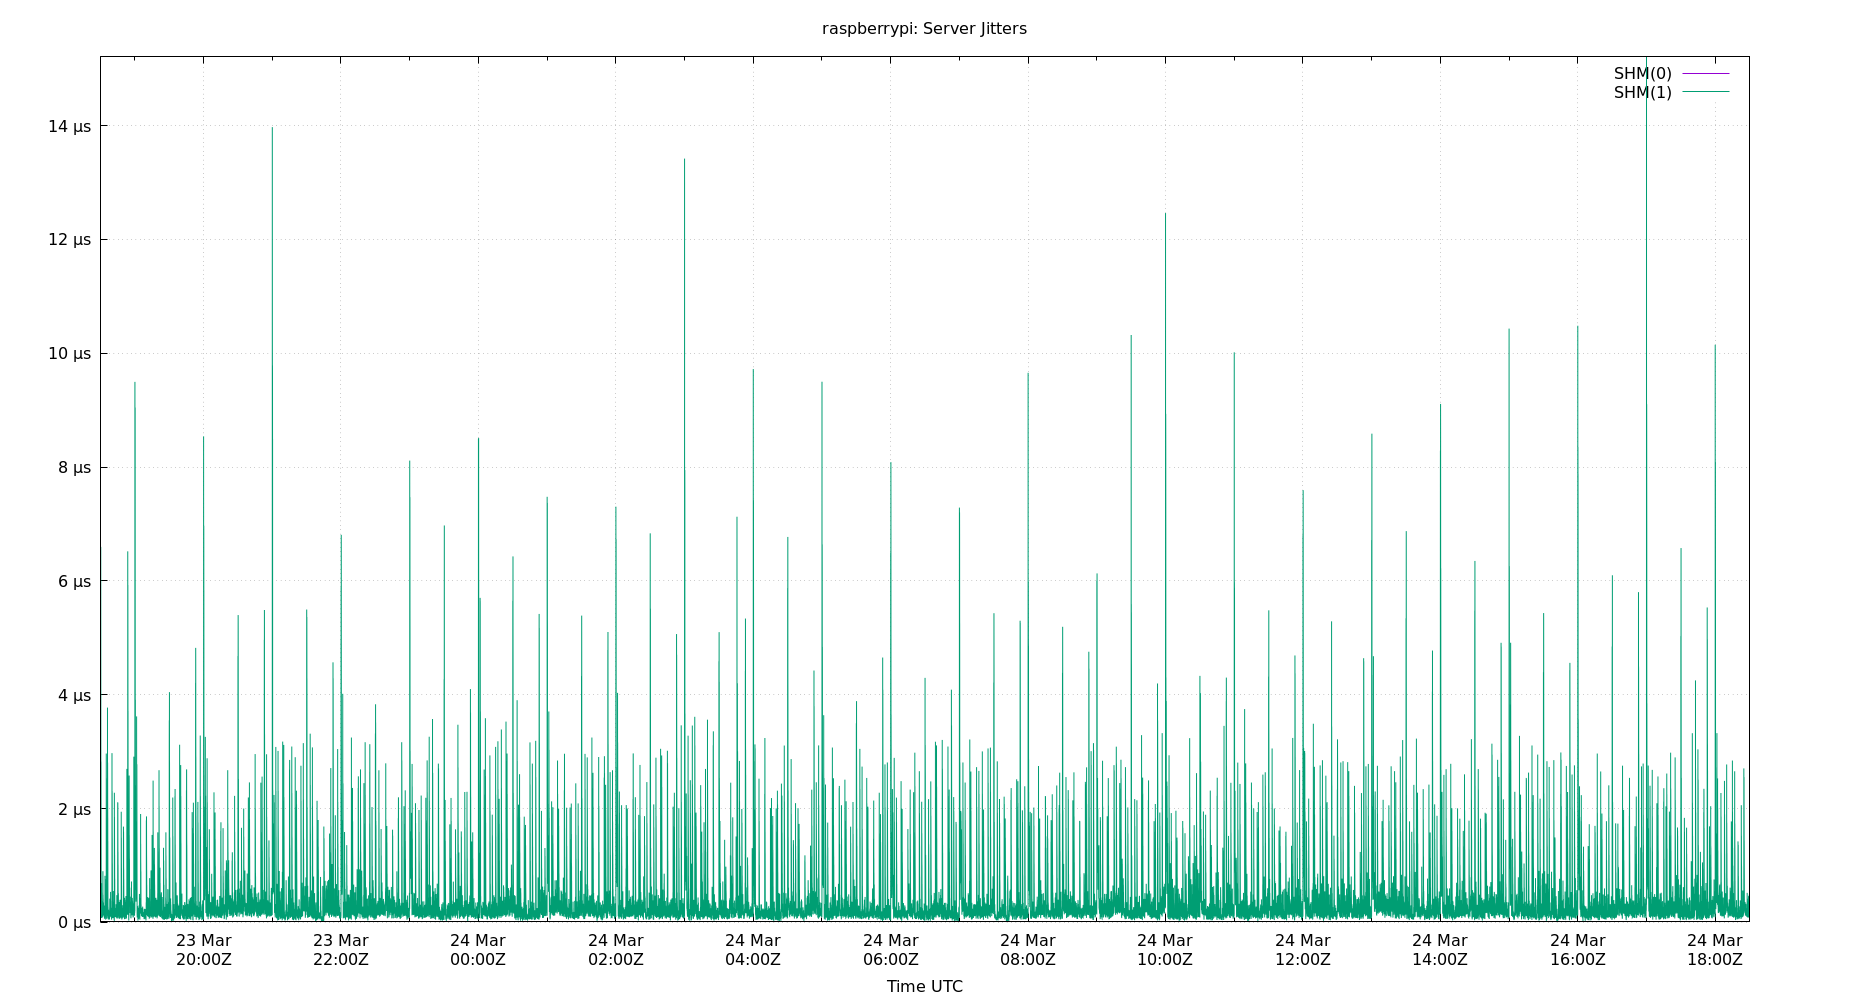 raspberrypi: Server Jitters
SHM(0)
SHM(1)
14 µs
12 µs
10 µs
8 µs
6 µs
4 µs
2 µs
0 µs
23 Mar 23 Mar 24 Mar 24 Mar 24 Mar 24 Mar 24 Mar 24 Mar 24 Mar 24 Mar 24 Mar 24 Mar
20:00Z 22:00Z 00:00Z 02:00Z 04:00Z 06:00Z 08:00Z 10:00Z 12:00Z 14:00Z 16:00Z 18:00Z
Time UTC